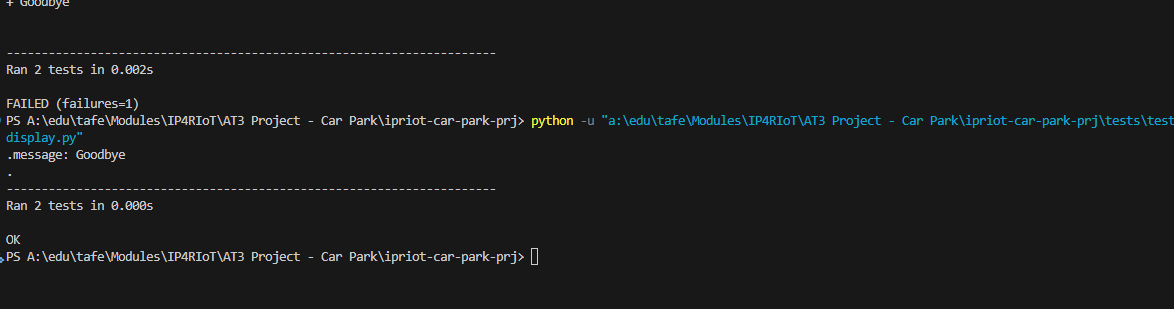 + Goodbye
----------------------------------------------------------------------
Ran 2 tests in 0.002s
FAILED (failures=1)
PS A:\edu\tafe\Modules\IP4RIoT\AT3 Project - Car Park\ipriot-car-park-prj> python -u "a:\edu\tafe\Modules\IP4RIoT\AT3 Project - Car Park\ipriot-car-park-prj\tests\test
display.py"
.message: Goodbye
.
----------------------------------------------------------------------
Ran 2 tests in 0.000s
OK
PS A:\edu\tafe\Modules\IP4RIoT\AT3 Project - Car Park\ipriot-car-park-prj>